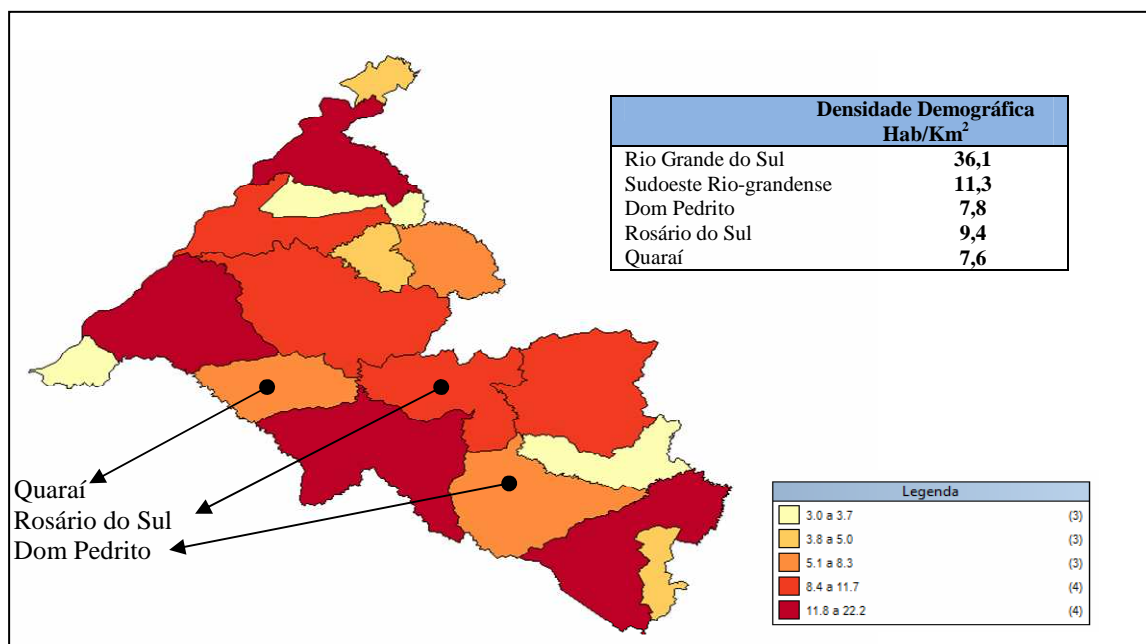 Densidade Demográfica
Hab/Km²
Rio Grande do Sul 36,1
Sudoeste Rio-grandense 11,3
Dom Pedrito 7,8
Rosário do Sul 9,4
Quaraí 7,6
Quaraí
Rosário do Sul
Dom Pedrito
Legenda
3.0 a 3.7 (3)
3.8 a 5.0 (3)
5.1 a 8.3 (3)
8.4 a 11.7 (4)
11.8 a 22.2 (4)